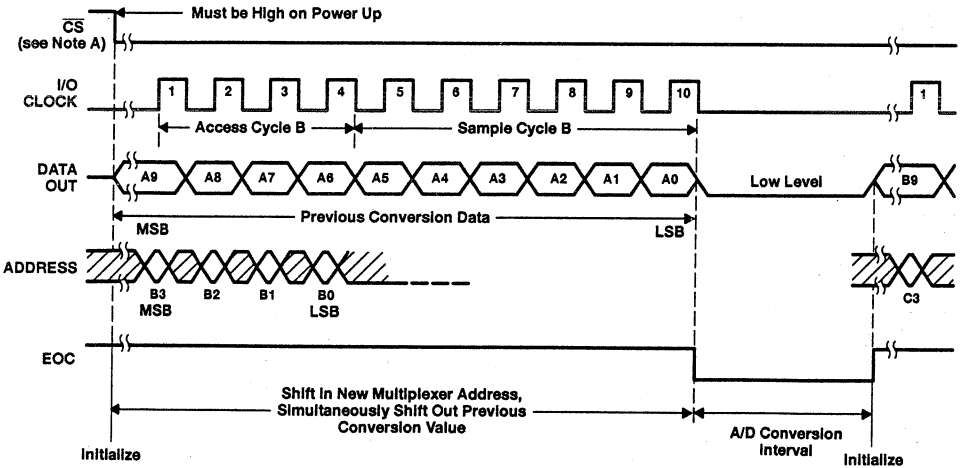 Must be High on Power Up
CS
(see Note A)
I/O
CLOCK
1 2 3 4 5 6 7 8 9 10 1
Access Cycle B
Sample Cycle B
DATA
OUT
A9 A8 A7 A6 A5 A4 A3 A2 A1 A0 Low Level B9
Previous Conversion Data
MSB LSB
ADDRESS
B3 B2 B1 B0 C3
MSB LSB
EOC
Shift in New Multiplexer Address,
Simultaneously Shift Out Previous
Conversion Value
A/D Conversion
Interval
Initialize Initialize